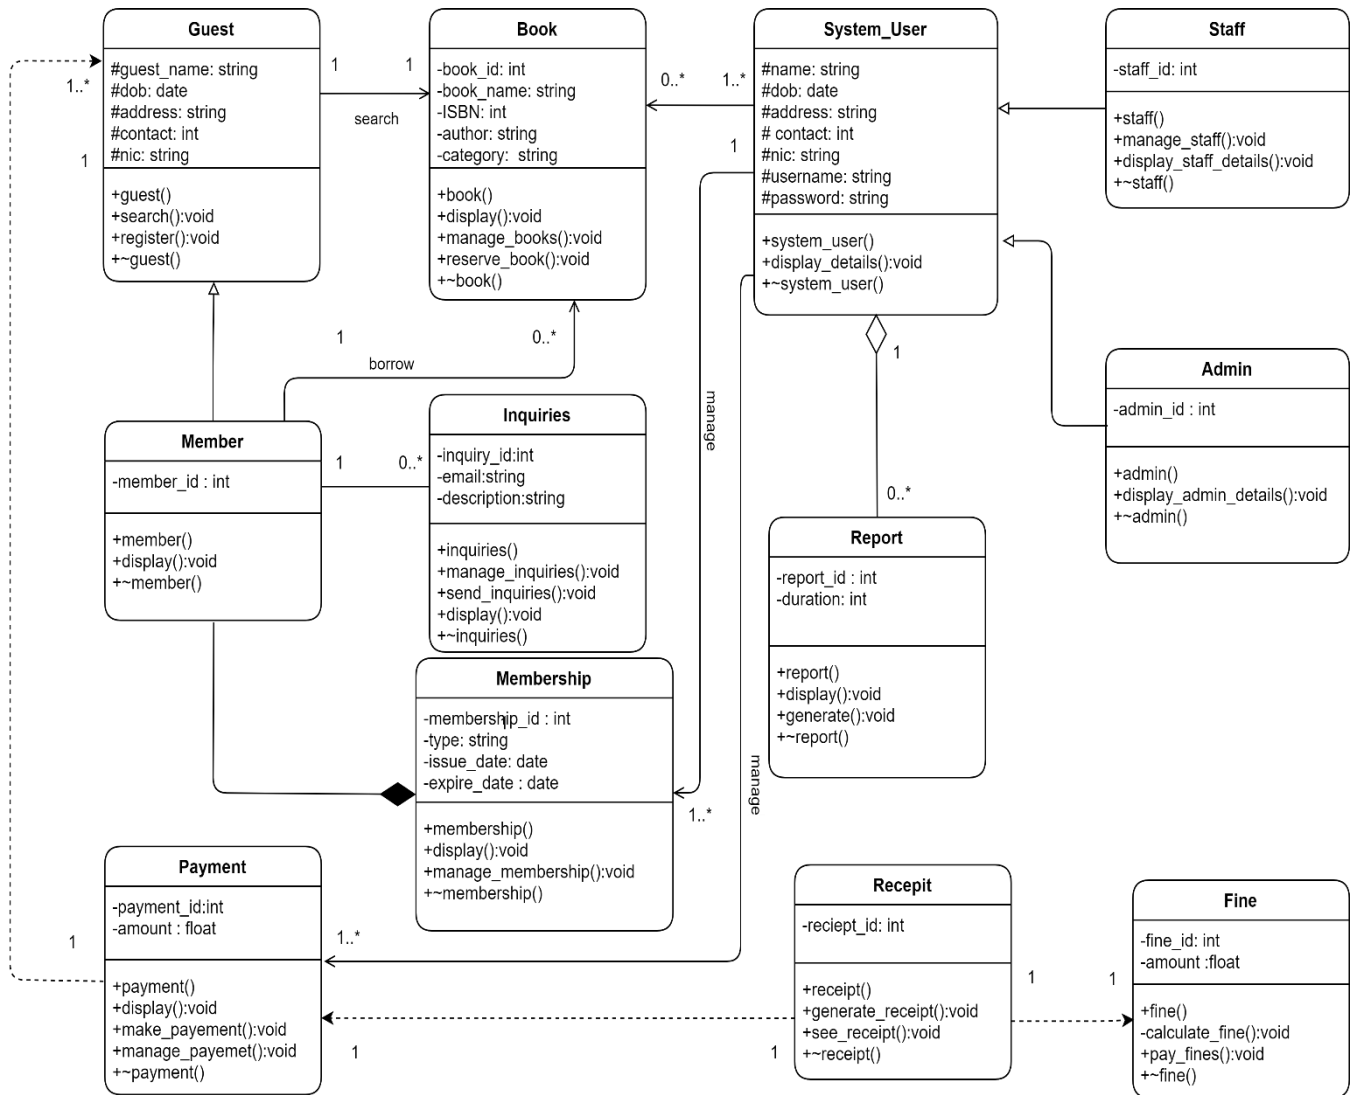 Guest
#guest_name: string
#dob: date
#address: string
#contact: int
#nic: string
+guest()
+search():void
+register():void
+~guest()
1..*
1
1
1
search
Book
-book_id: int
-book_name: string
-ISBN: int
-author: string
-category:  string
+book()
+display():void
+manage_books():void
+reserve_book():void
+~book()
0..*
1..*
1
System_User
#name: string
#dob: date
#address: string
# contact: int
#nic: string
#username: string
#password: string
+system_user()
+display_details():void
+~system_user()
Staff
-staff_id: int
+staff()
+manage_staff():void
+display_staff_details():void
+~staff()
1
0..*
borrow
1
manage
Admin
-admin_id : int
+admin()
+display_admin_details():void
+~admin()
Member
-member_id : int
+member()
+display():void
+~member()
1
0..*
Inquiries
-inquiry_id:int
-email:string
-description:string
+inquiries()
+manage_inquiries():void
+send_inquiries():void
+display():void
+~inquiries()
0..*
Report
-report_id : int
-duration: int
+report()
+display():void
+generate():void
+~report()
Membership
-membership_id : int
-type: string
-issue_date: date
-expire_date : date
+membership()
+display():void
+manage_membership():void
+~membership()
1..*
manage
Payment
-payment_id:int
-amount : float
+payment()
+display():void
+make_payement():void
+manage_payemet():void
+~payment()
1
1..*
1
1
Recepit
-reciept_id: int
+receipt()
+generate_receipt():void
+see_receipt():void
+~receipt()
1
1
Fine
-fine_id: int
-amount :float
+fine()
-calculate_fine():void
+pay_fines():void
+~fine()